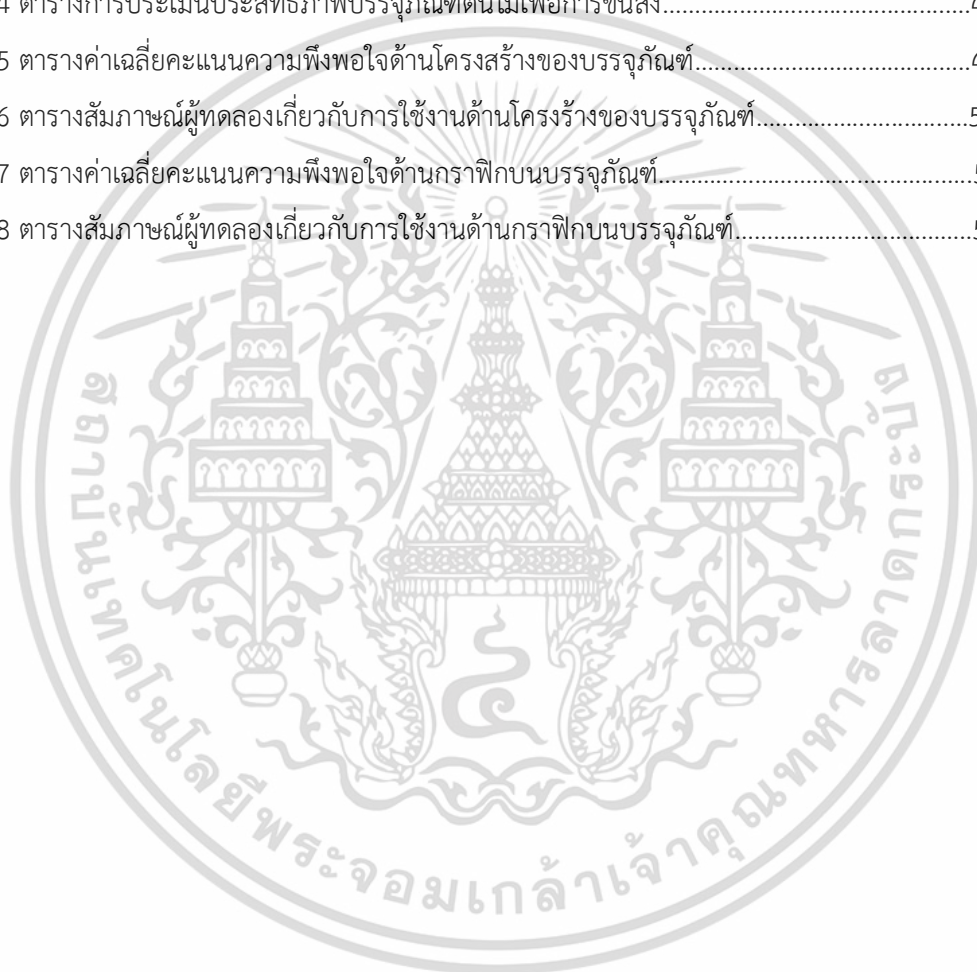 4 ตารางการประเมินประสิทธิภาพบรรจุภัณฑ์ต้นไม้เพื่อการขนส่ง.....................................................4
5 ตารางค่าเฉลี่ยคะแนนความพึงพอใจด้านโครงสร้างของบรรจุภัณฑ์.....................................................4
6 ตารางสัมภาษณ์ผู้ทดลองเกี่ยวกับการใช้งานด้านโครงร้างของบรรจุภัณฑ์........................................5
7 ตารางค่าเฉลี่ยคะแนนความพึงพอใจด้านกราฟิกบนบรรจุภัณฑ์.....................................................5
8 ตารางสัมภาษณ์ผู้ทดลองเกี่ยวกับการใช้งานด้านกราฟิกบนบรรจุภัณฑ์............................................5
สถาบันเทคโนโลยีพระจอมเกล้าเจ้าคุณทหารลาดกระบัง
๔